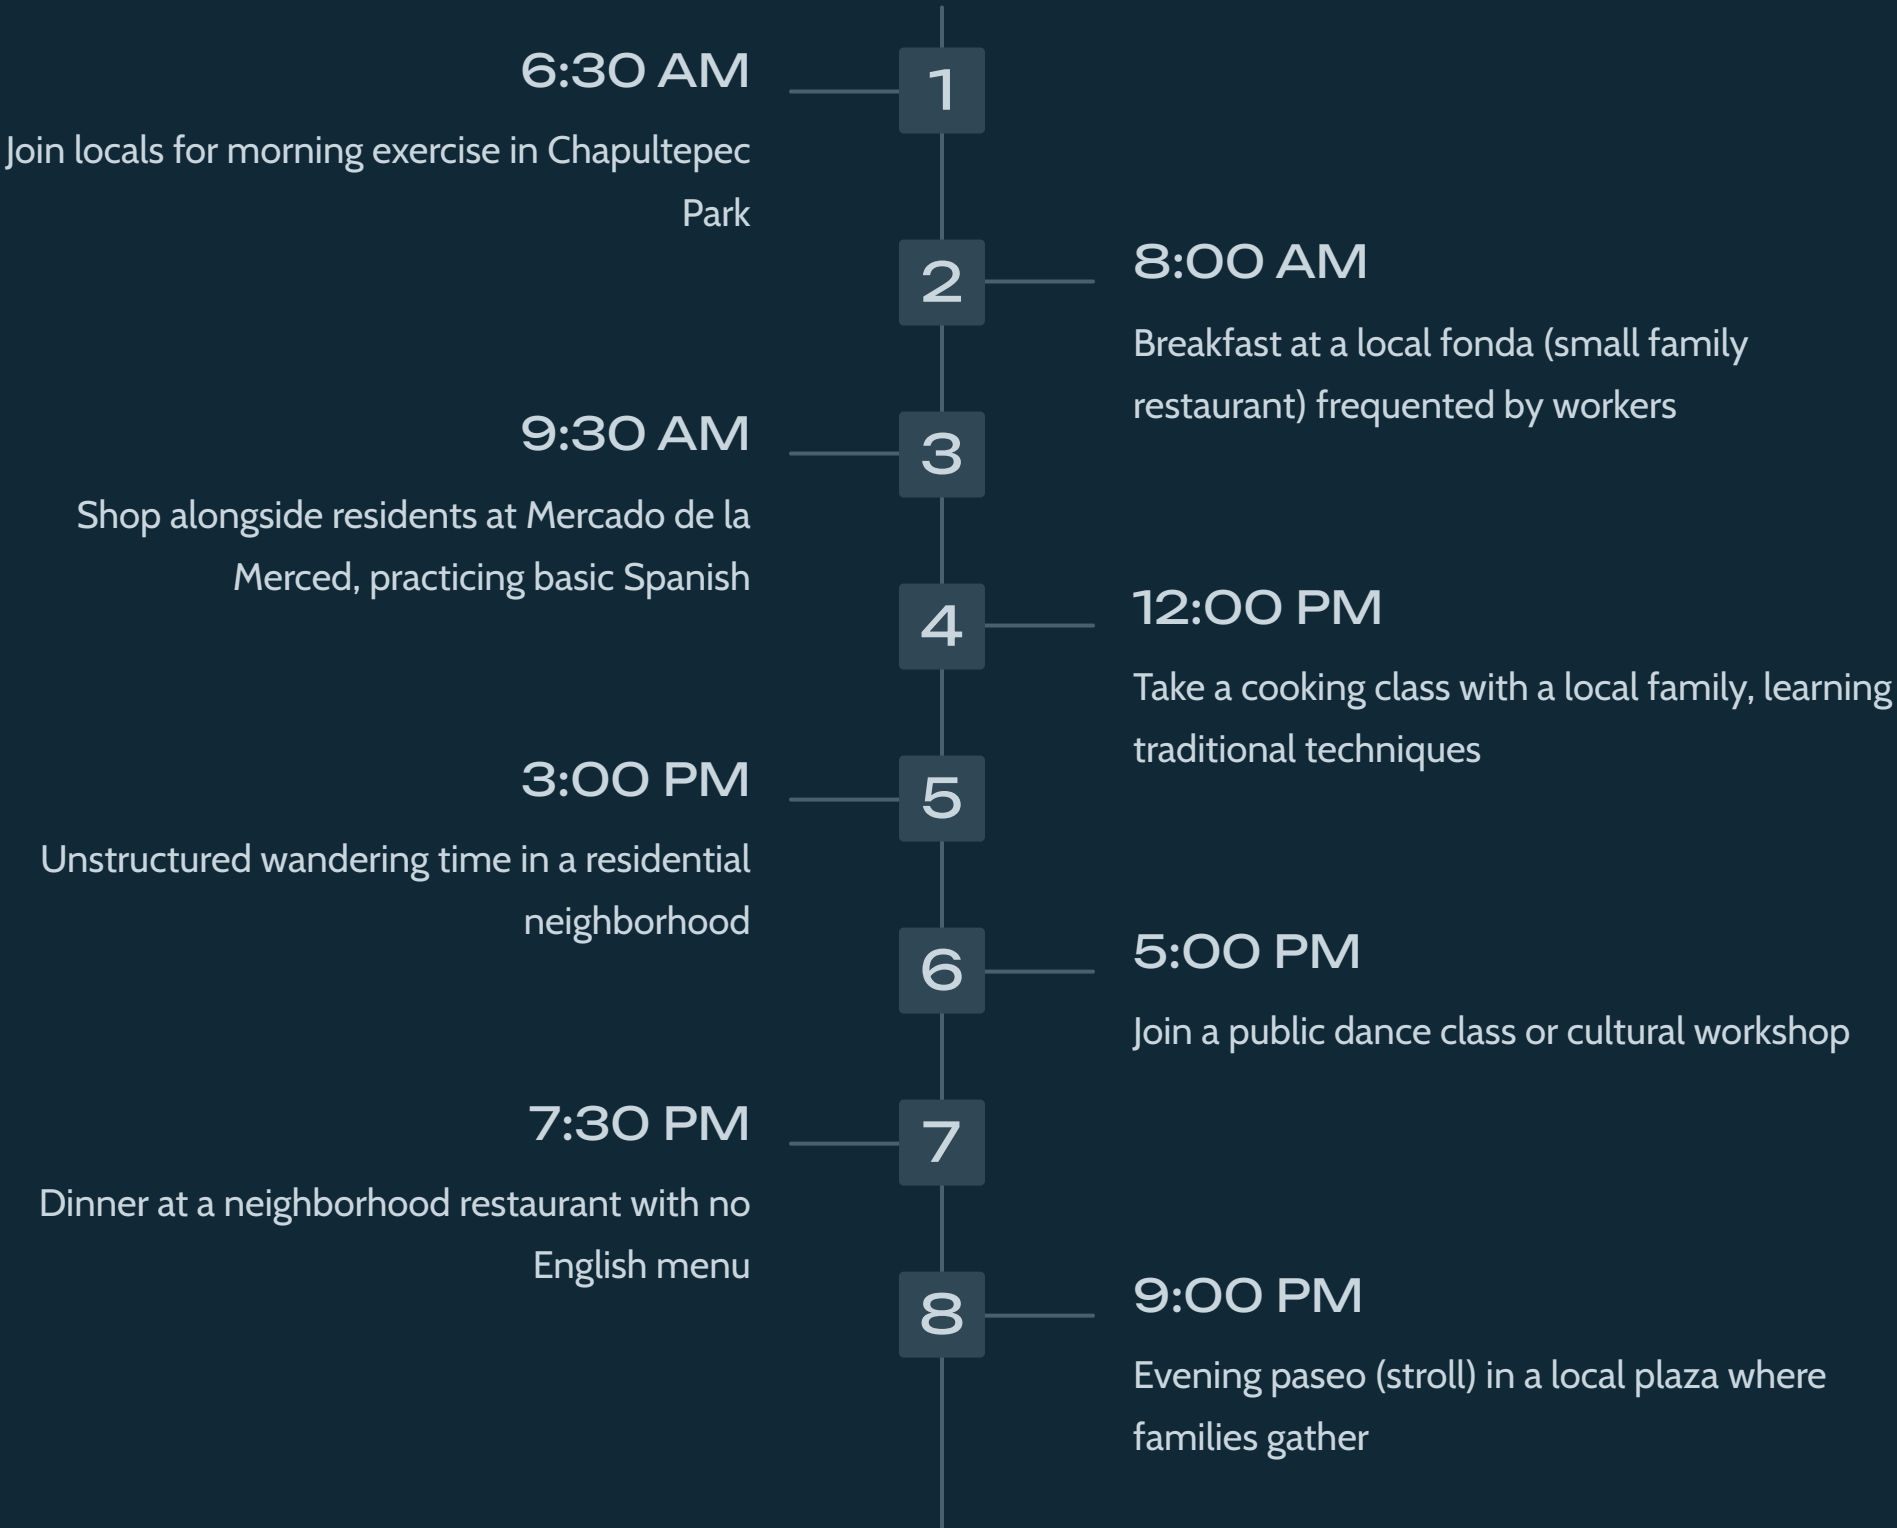 6:30 AM
1
Join locals for morning exercise in Chapultepec
Park
2
8:00 AM
Breakfast at a local fonda (small family
restaurant) frequented by workers
9:30 AM
3
Shop alongside residents at Mercado de la
Merced, practicing basic Spanish
4
12:00 PM
Take a cooking class with a local family, learning
traditional techniques
3:00 PM
5
Unstructured wandering time in a residential
neighborhood
6
5:00 PM
Join a public dance class or cultural workshop
7:30 PM
7
Dinner at a neighborhood restaurant with no
English menu
8
9:00 PM
Evening paseo (stroll) in a local plaza where
families gather